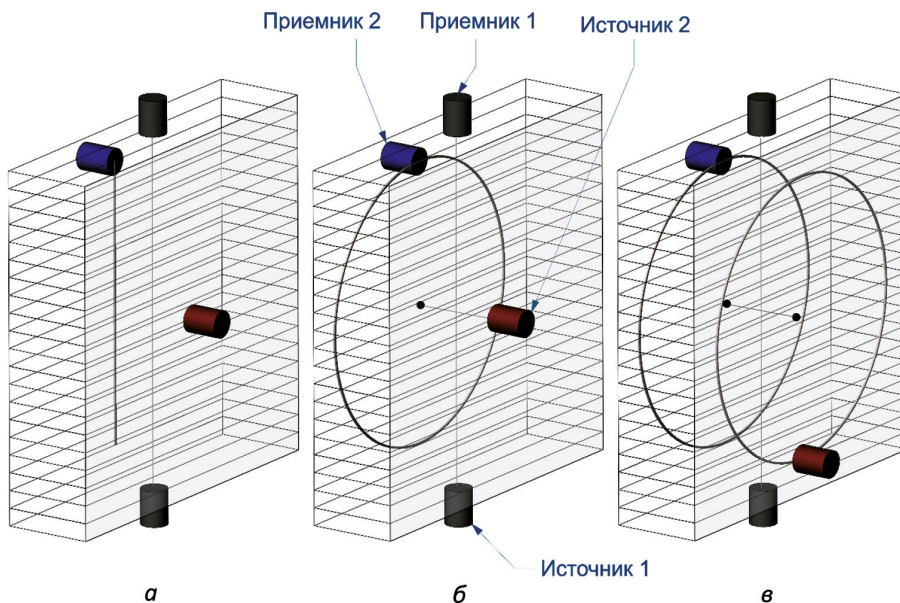 Приемник 2
Приемник 1
Источник 2
Источник 1
а
б
в